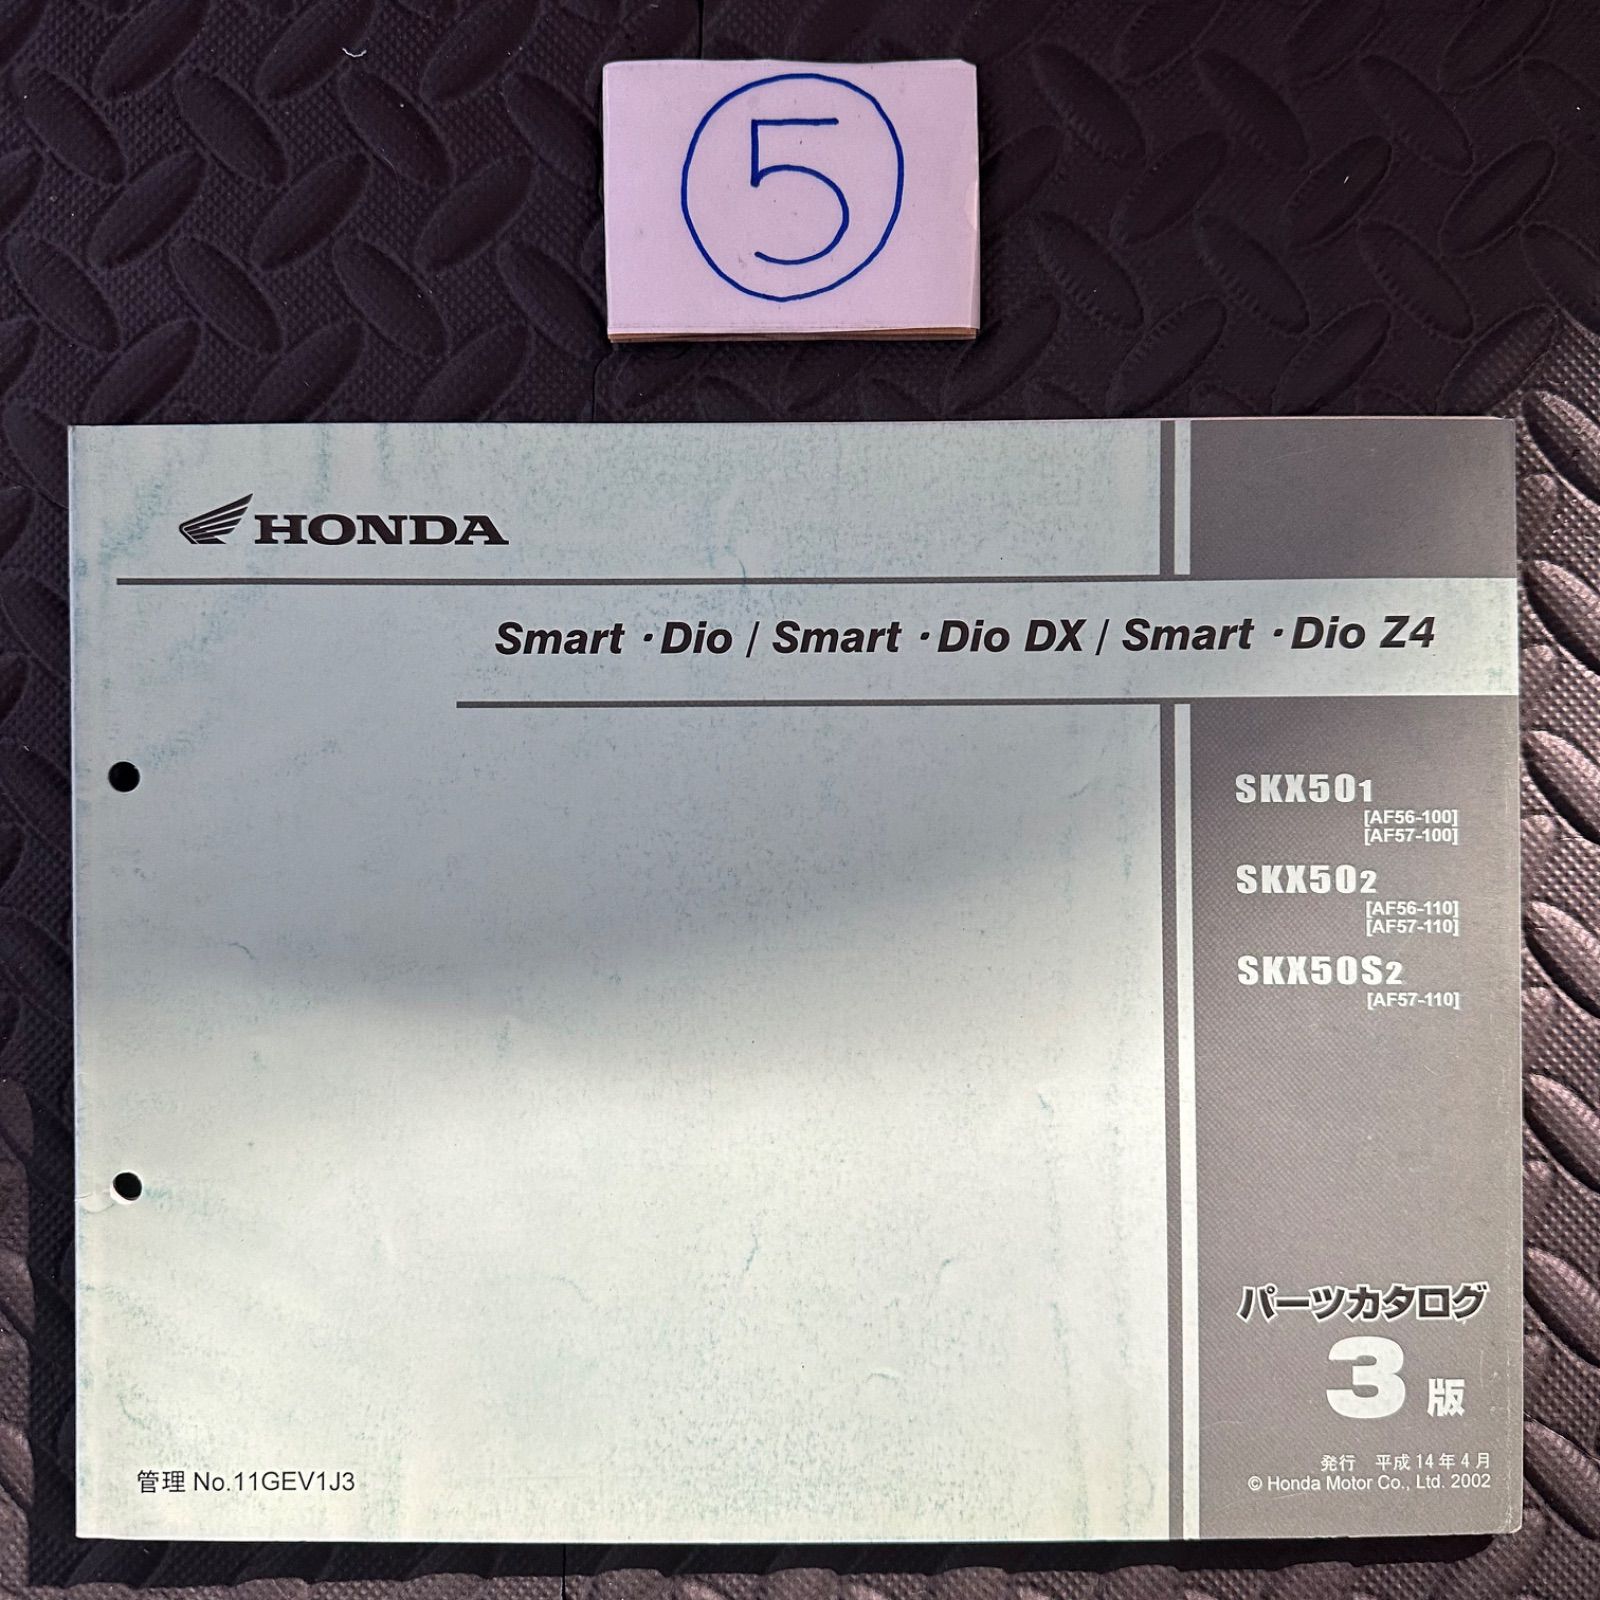 ⑤
HONDA
Smart・Dio / Smart・Dio DX / Smart・Dio Z4
SKX501
[AF56-100]
[AF57-100]
SKX502
[AF56-110]
[AF57-110]
SKX50S2
[AF57-110]
パーツカタログ
3版
発行 平成14年4月
© Honda Motor Co., Ltd. 2002
管理 No.11GEV1J3